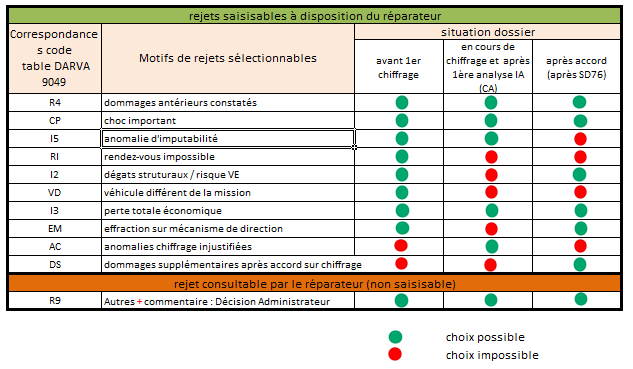 rejets saisisables à disposition du réparateur
Correspondance
s code
table DARVA
9049
Motifs de rejets sélectionnables
situation dossier
avant 1er
chiffrage
en cours de
chiffrage et après
1ère analyse IA
(CA)
après accord
(après SD76)
R4 dommages antérieurs constatés
CP choc important
I5 anomalie d'imputabilité
RI rendez-vous impossible
I2 dégats struturaux / risque VE
VD véhicule différent de la mission
I3 perte totale économique
EM effraction sur mécanisme de direction
AC anomalies chiffrage injustifiées
DS dommages supplémentaires après accord sur chiffrage
rejet consultable par le réparateur (non saisisable)
R9 Autres + commentaire : Décision Administrateur
choix possible
choix impossible